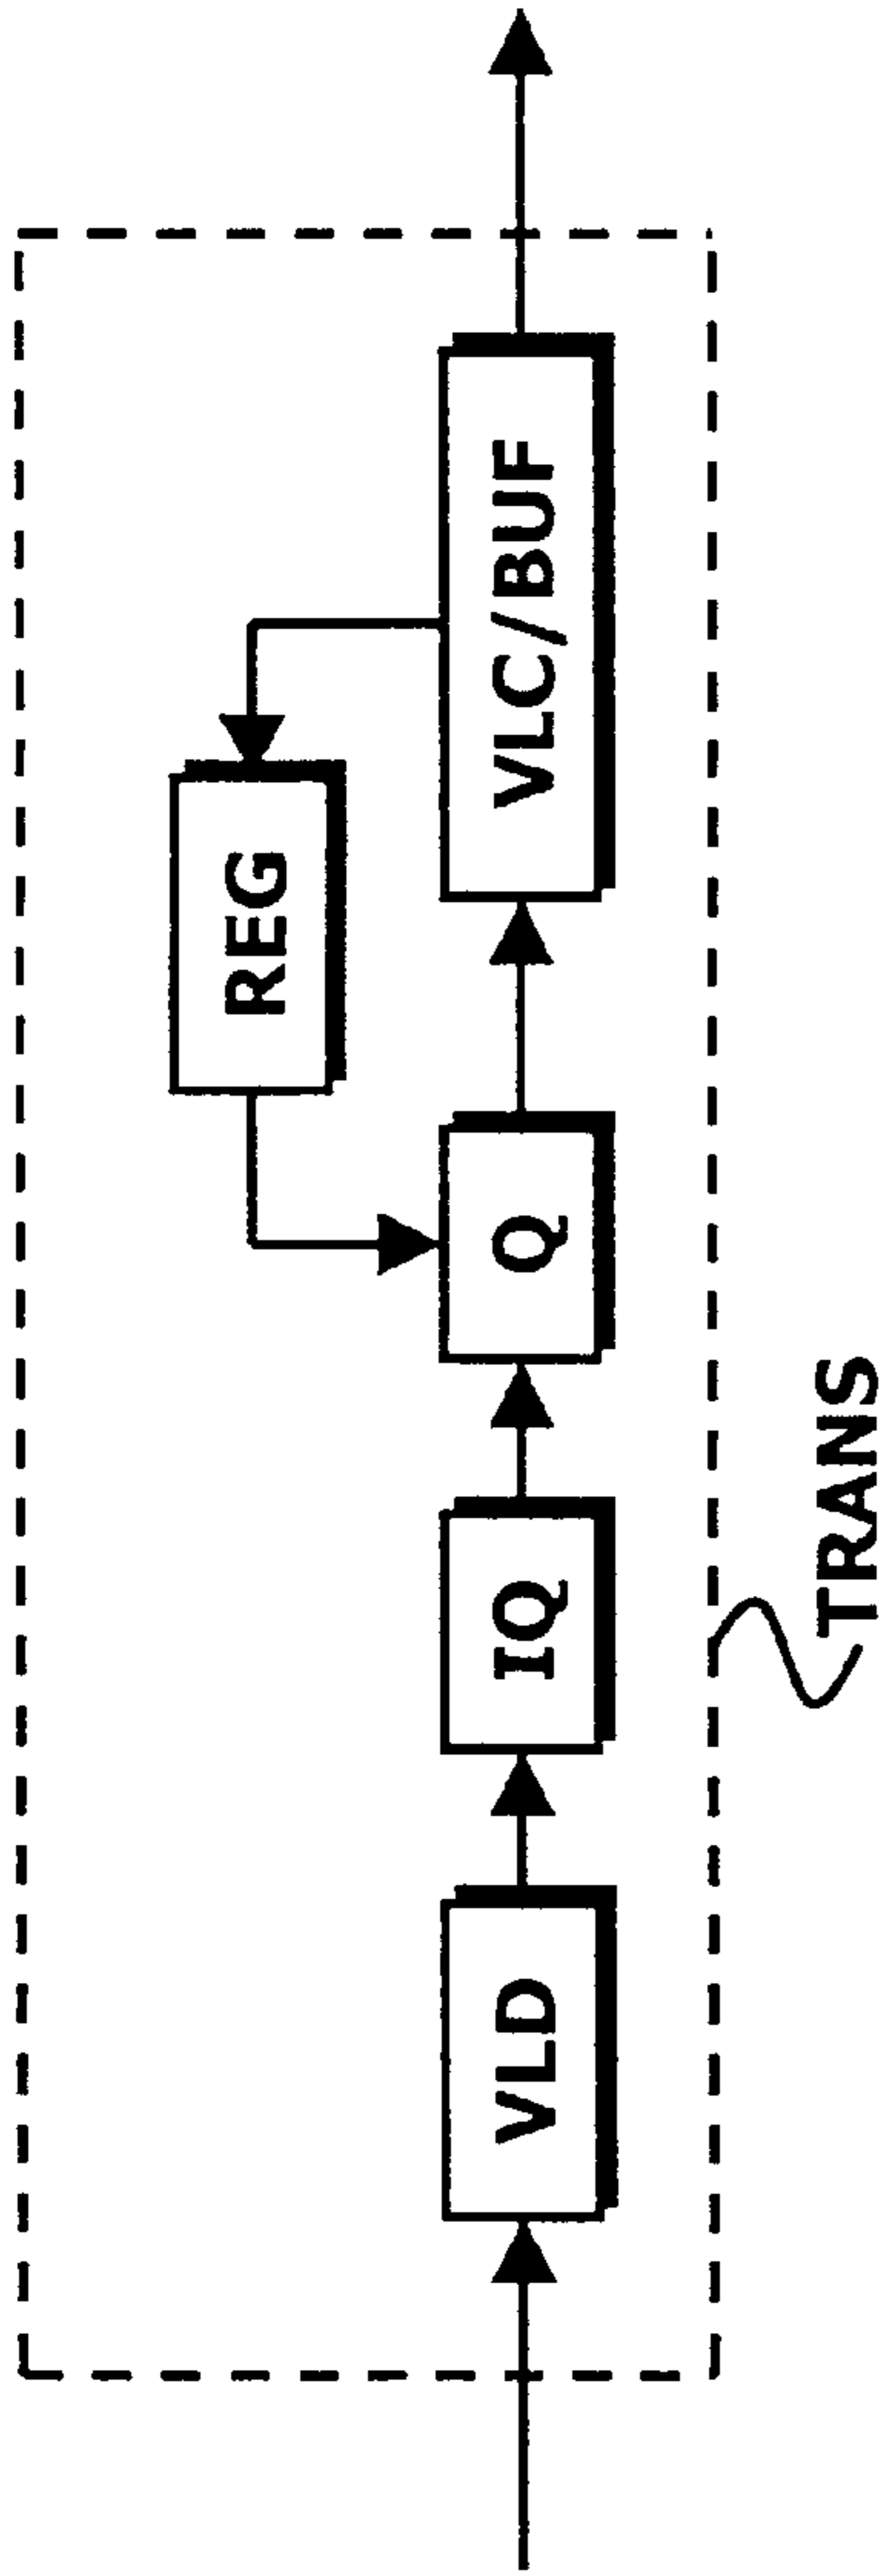 REG
VLD
IQ
Q
VLC/BUF
TRANS